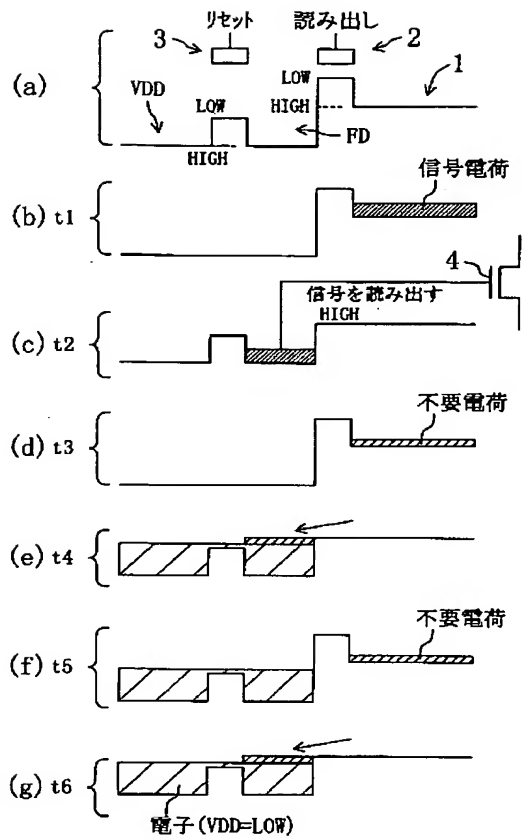 リセット
読み出し
3
2
(a)
VDD
LOW
HIGH
LOW
HIGH
1
FD
信号電荷
(b) t1
4
信号を読み出す
HIGH
(c) t2
不要電荷
(d) t3
(e) t4
不要電荷
(f) t5
(g) t6
電子(VDD=LOW)